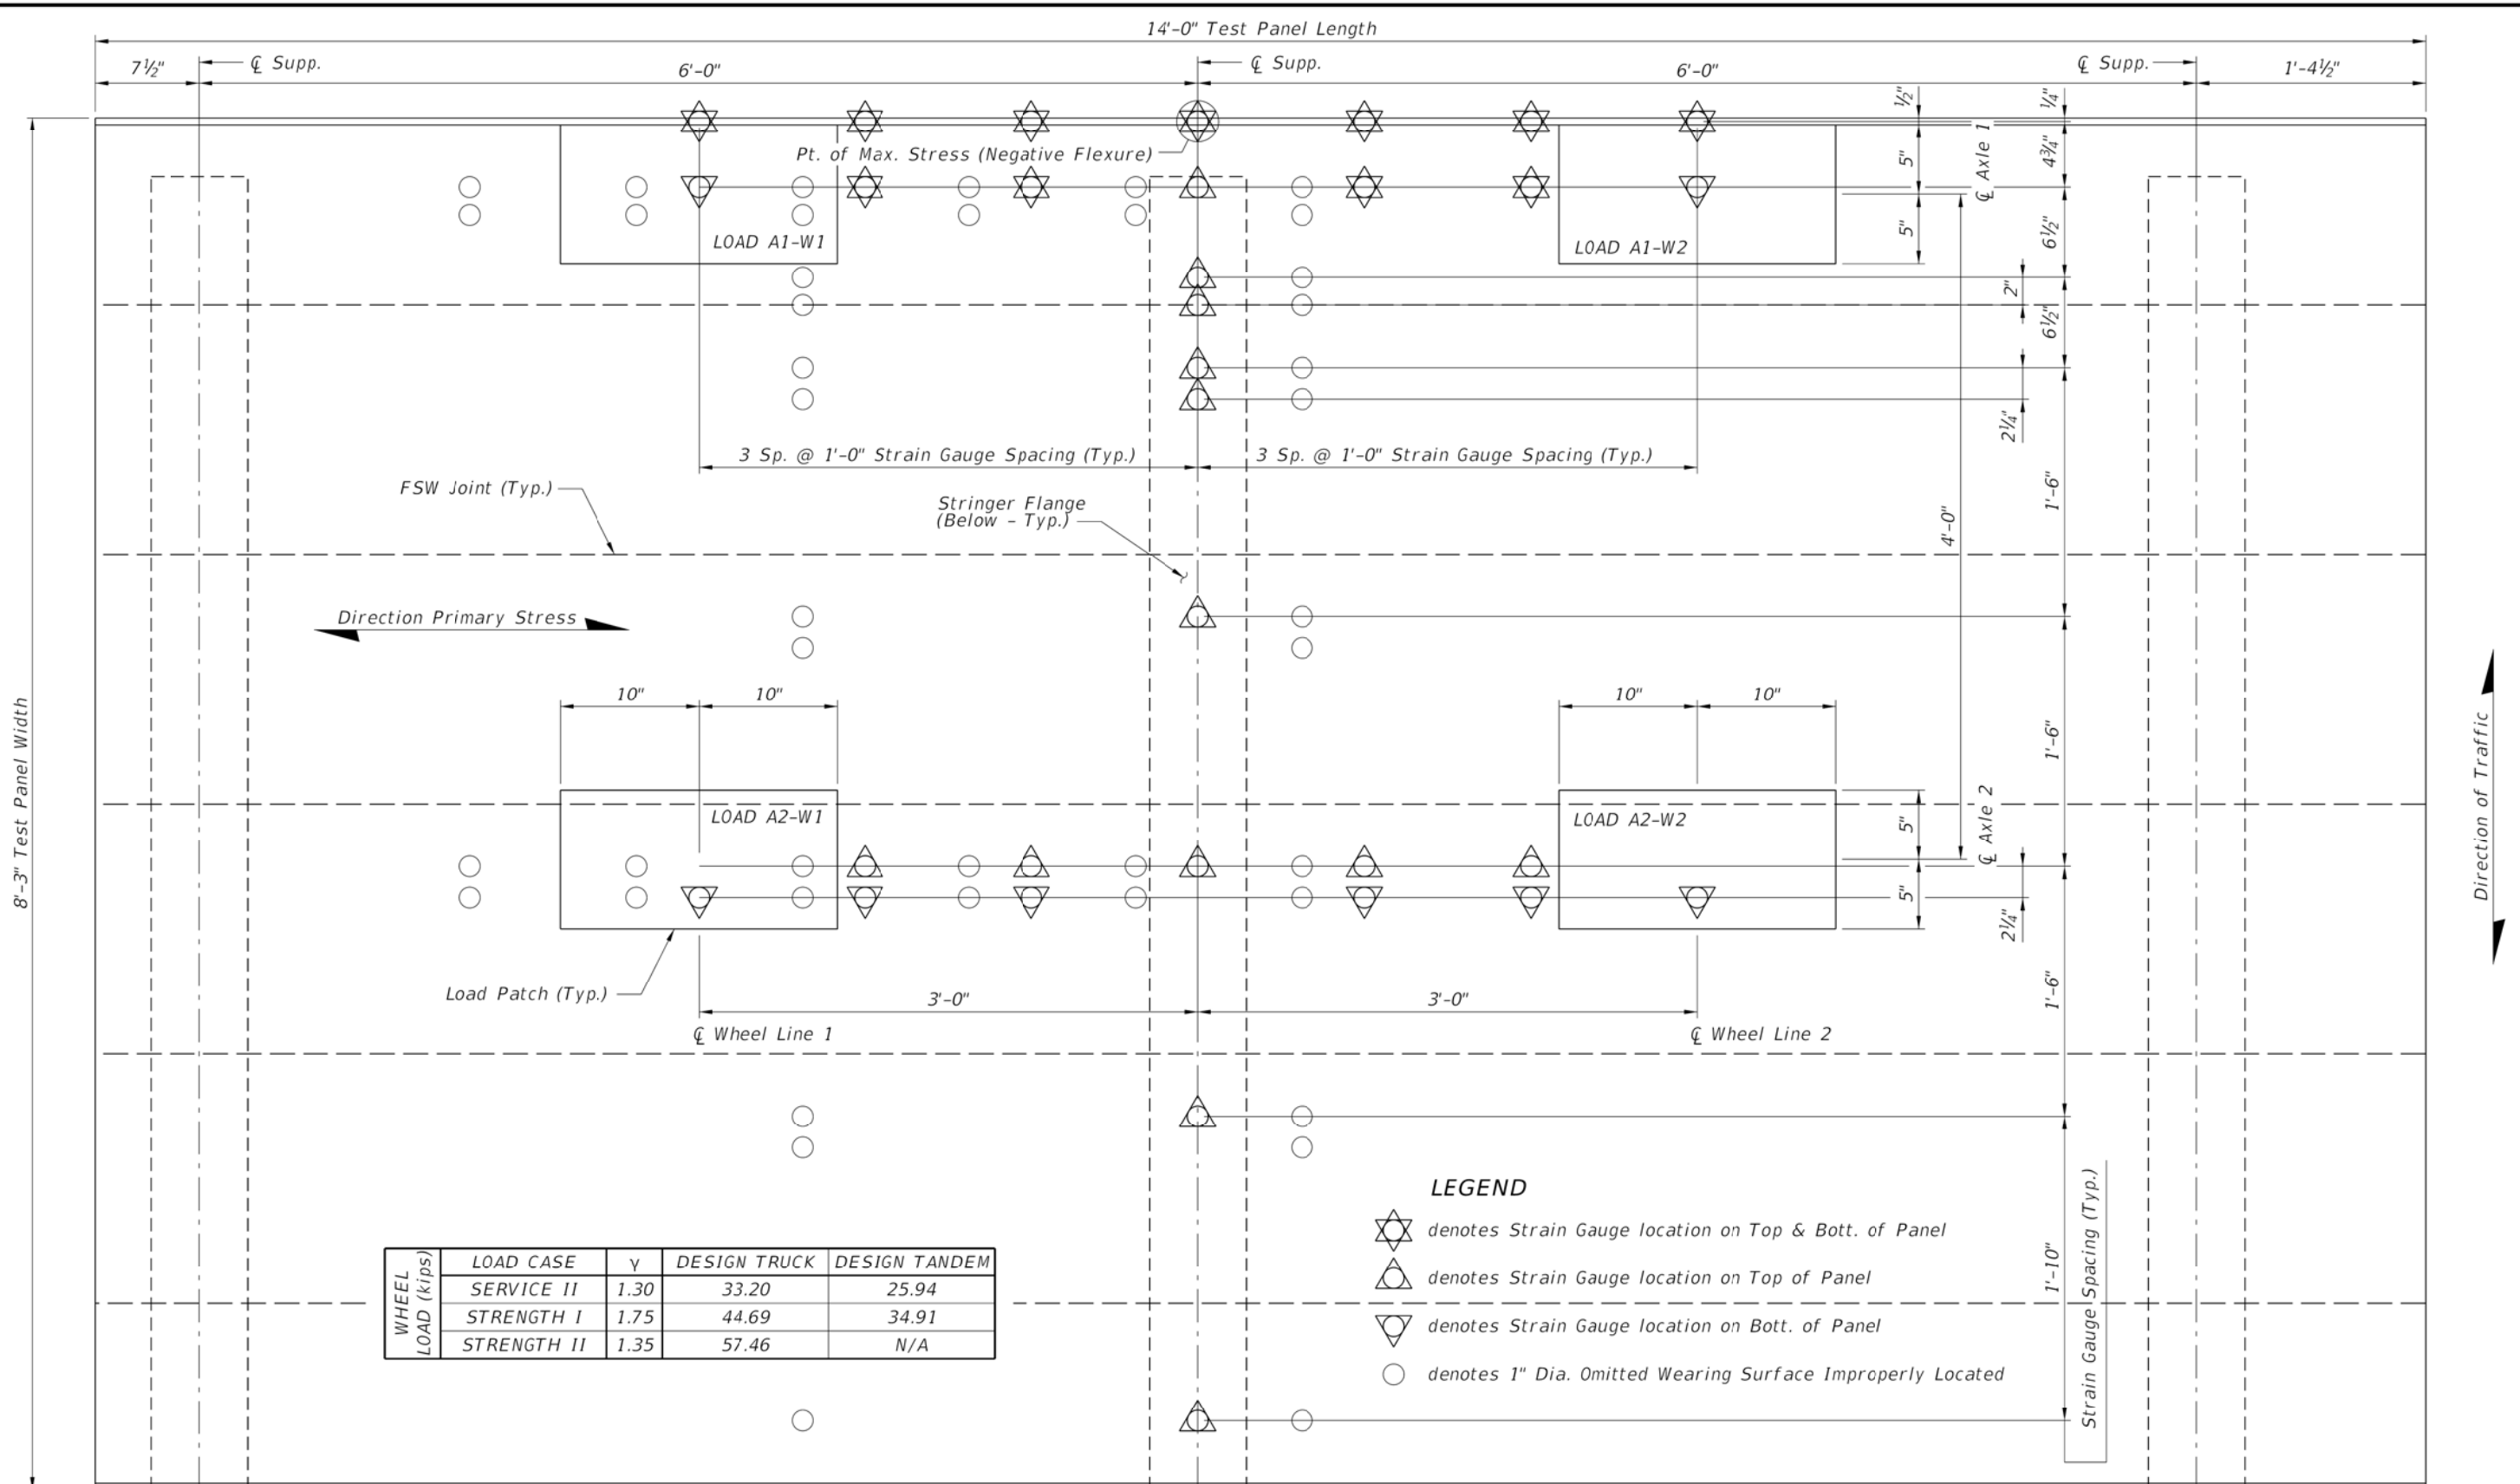 14'-0" Test Panel Length
7½"
℄ Supp.
6'-0"
℄ Supp.
6'-0"
℄ Supp.
1'-4½"
½"
¼"
Pt. of Max. Stress (Negative Flexure)
5"
℄ Axle 1
4¾"
LOAD A1-W1
LOAD A1-W2
5"
6½"
2"
6½"
2¼"
3 Sp. @ 1'-0" Strain Gauge Spacing (Typ.)
3 Sp. @ 1'-0" Strain Gauge Spacing (Typ.)
FSW Joint (Typ.)
Stringer Flange
(Below - Typ.)
1'-6"
4'-0"
Direction Primary Stress
8'-3" Test Panel Width
10"
10"
10"
10"
1'-6"
Direction of Traffic
LOAD A2-W1
LOAD A2-W2
5"
℄ Axle 2
5"
2¼"
Load Patch (Typ.)
3'-0"
3'-0"
1'-6"
℄ Wheel Line 1
℄ Wheel Line 2
LEGEND
denotes Strain Gauge location on Top & Bott. of Panel
denotes Strain Gauge location on Top of Panel
denotes Strain Gauge location on Bott. of Panel
denotes 1" Dia. Omitted Wearing Surface Improperly Located
1'-10"
Strain Gauge Spacing (Typ.)
WHEEL
LOAD (kips)
LOAD CASE γ DESIGN TRUCK DESIGN TANDEM
SERVICE II 1.30 33.20 25.94
STRENGTH I 1.75 44.69 34.91
STRENGTH II 1.35 57.46 N/A